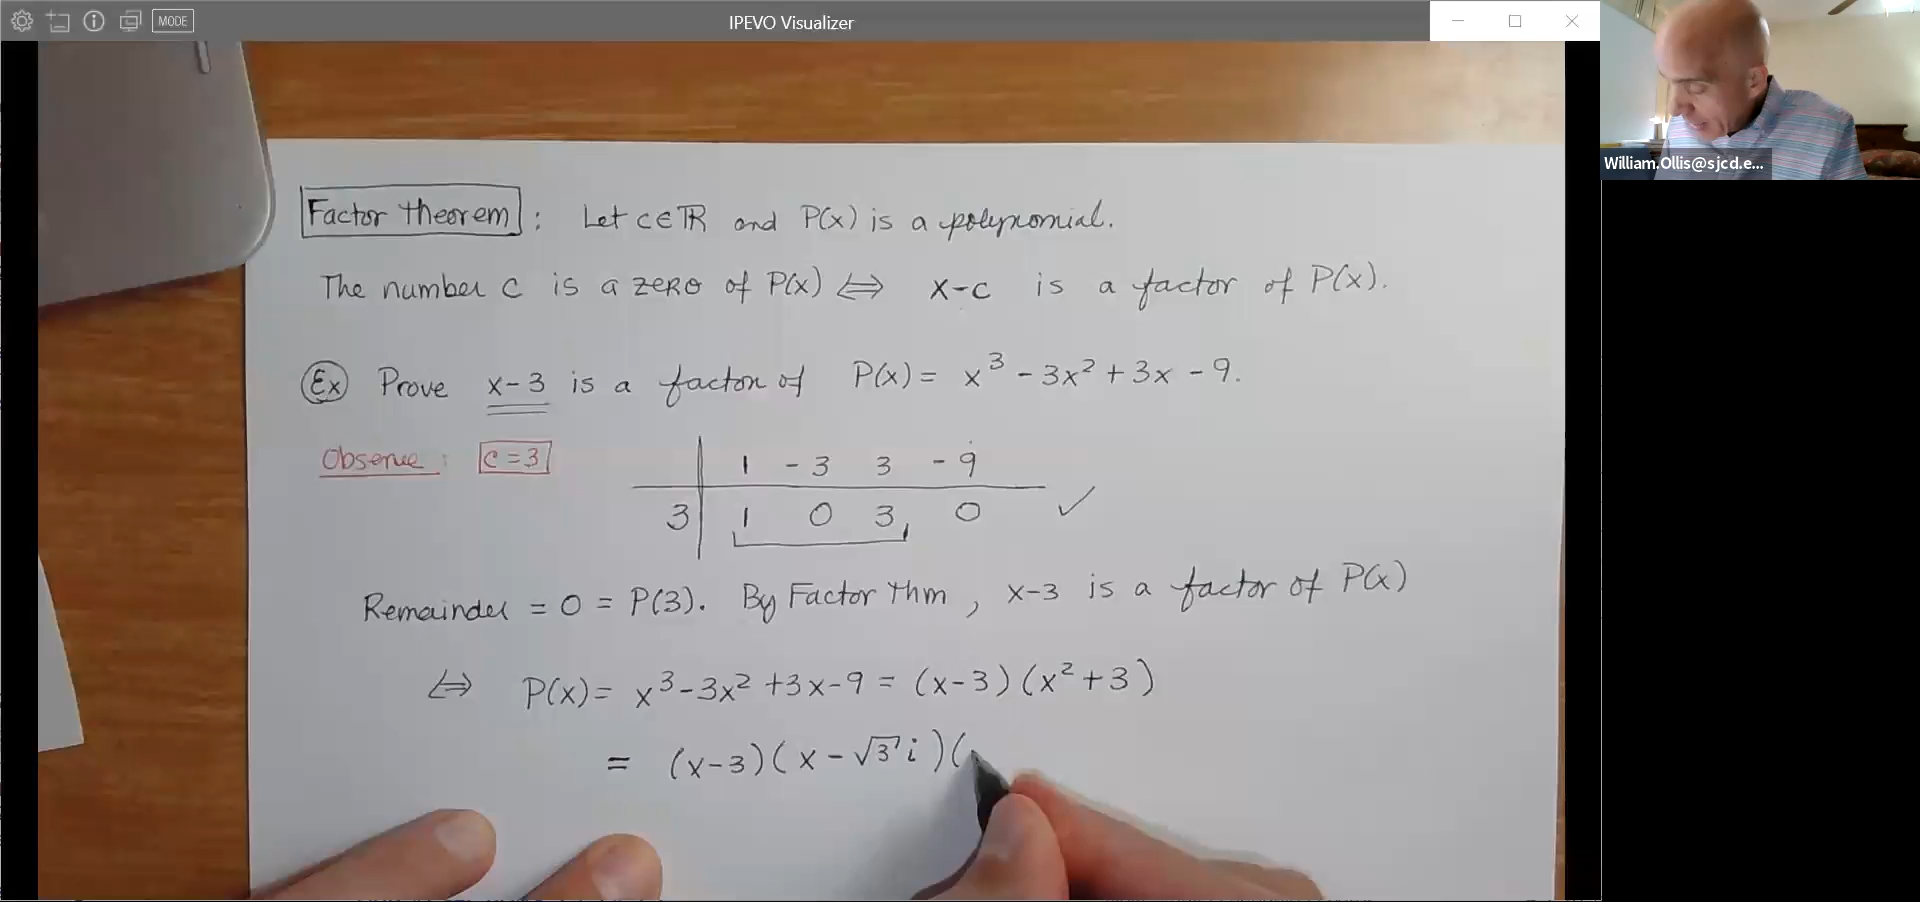 MODE
IPEVO Visualizer
William.Ollis@sjcd.e...
Factor theorem : Let c∈ℝ and P(x) is a polynomial.
The number c is a zero of P(x) ⟺ x-c is a factor of P(x).
Ex Prove x-3 is a factor of P(x) = x³ - 3x² + 3x - 9.
Observe : c = 3
1 -3 3 -9
3 1 0 3 0 ✓
Remainder = 0 = P(3). By Factor thm, x-3 is a factor of P(x)
⟺ P(x) = x³-3x²+3x-9 = (x-3)(x²+3)
= (x-3)(x-√3 i)(